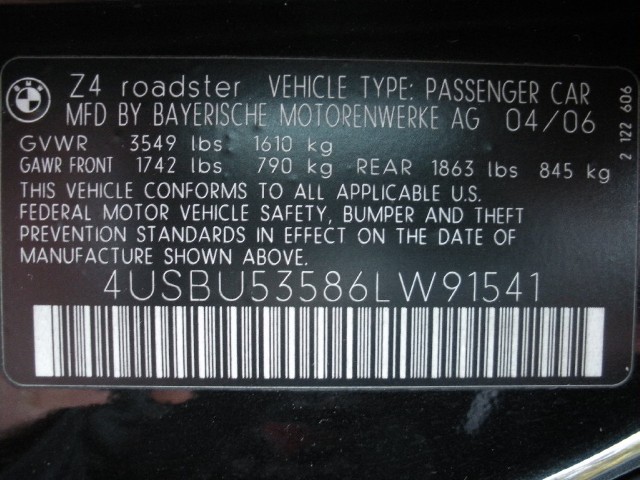 BMW
Z4 roadster VEHICLE TYPE: PASSENGER CAR
MFD BY BAYERISCHE MOTORENWERKE AG 04/06
GVWR 3549 lbs 1610 kg
GAWR FRONT 1742 lbs 790 kg REAR 1863 lbs 845 kg
THIS VEHICLE CONFORMS TO ALL APPLICABLE U.S.
FEDERAL MOTOR VEHICLE SAFETY, BUMPER AND THEFT
PREVENTION STANDARDS IN EFFECT ON THE DATE OF
MANUFACTURE SHOWN ABOVE.
4USBU53586LW91541
2 122 606